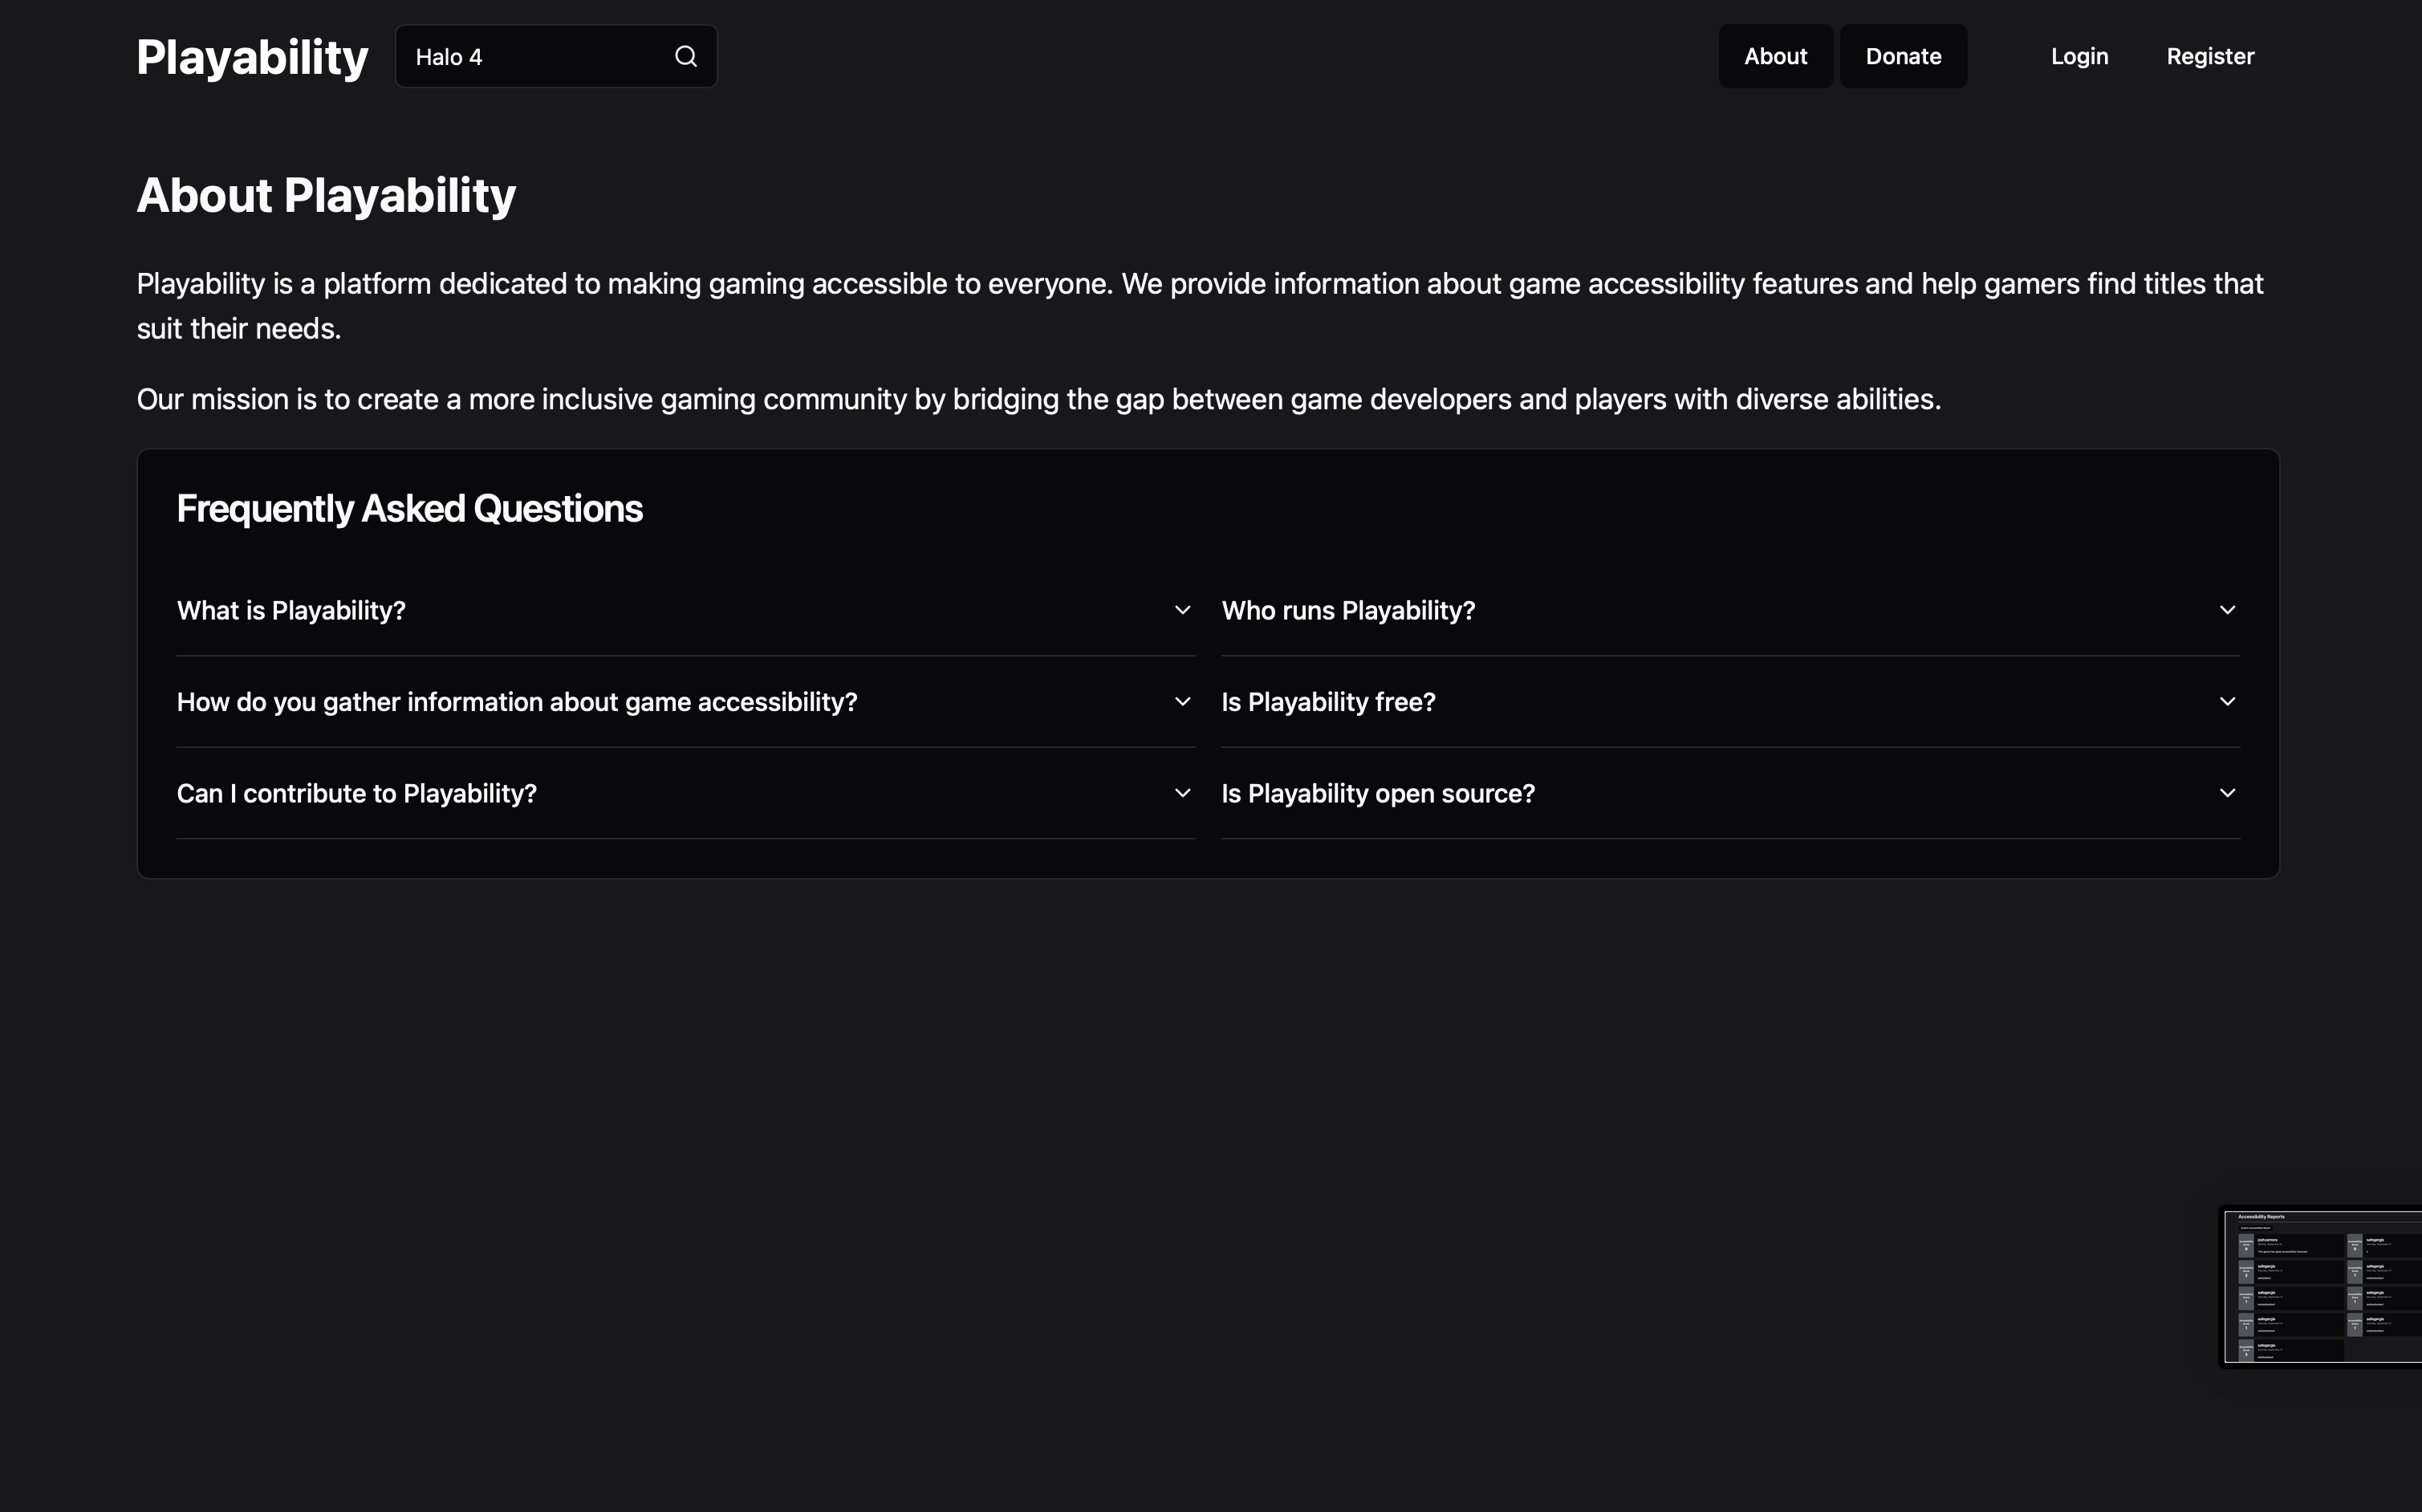 Playability
Halo 4
About
Donate
Login
Register
About Playability
Playability is a platform dedicated to making gaming accessible to everyone. We provide information about game accessibility features and help gamers find titles that
suit their needs.
Our mission is to create a more inclusive gaming community by bridging the gap between game developers and players with diverse abilities.
Frequently Asked Questions
What is Playability?
Who runs Playability?
How do you gather information about game accessibility?
Is Playability free?
Can I contribute to Playability?
Is Playability open source?
Accessibility Reports